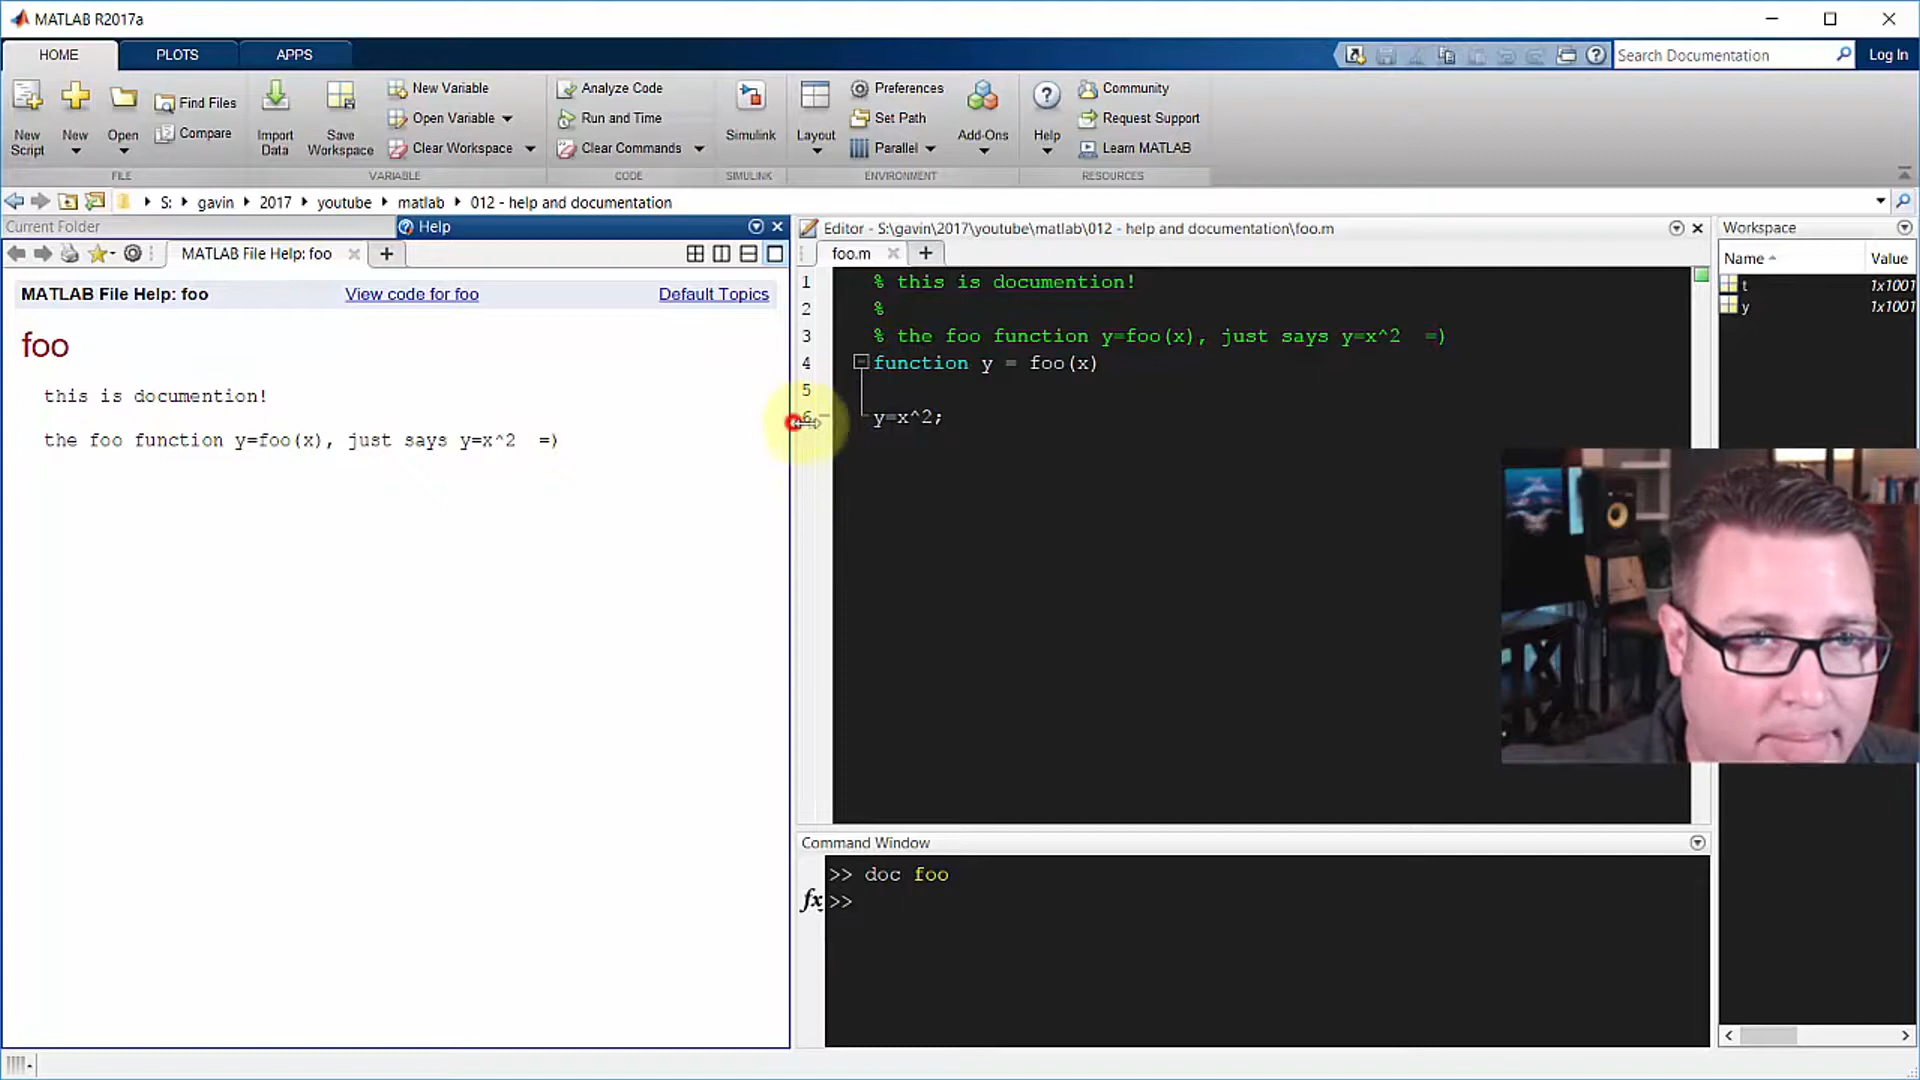 MATLAB R2017a
HOME PLOTS APPS
Search Documentation Log In
New Script
New
Open
Find Files
Compare
Import Data
Save Workspace
New Variable
Open Variable
Clear Workspace
Analyze Code
Run and Time
Clear Commands
Simulink
Layout
Preferences
Set Path
Parallel
Add-Ons
Help
Community
Request Support
Learn MATLAB
FILE VARIABLE CODE SIMULINK ENVIRONMENT RESOURCES
S: gavin 2017 youtube matlab 012 - help and documentation
Current Folder
Help
MATLAB File Help: foo
MATLAB File Help: foo View code for foo Default Topics
foo
this is documention!
the foo function y=foo(x), just says y=x^2 =)
Editor - S:\gavin\2017\youtube\matlab\012 - help and documentation\foo.m
foo.m
1 % this is documention!
2 %
3 % the foo function y=foo(x), just says y=x^2 =)
4 function y = foo(x)
5
6 y=x^2;
Command Window
>> doc foo
fx >>
Workspace
Name Value
t 1x1001
y 1x1001